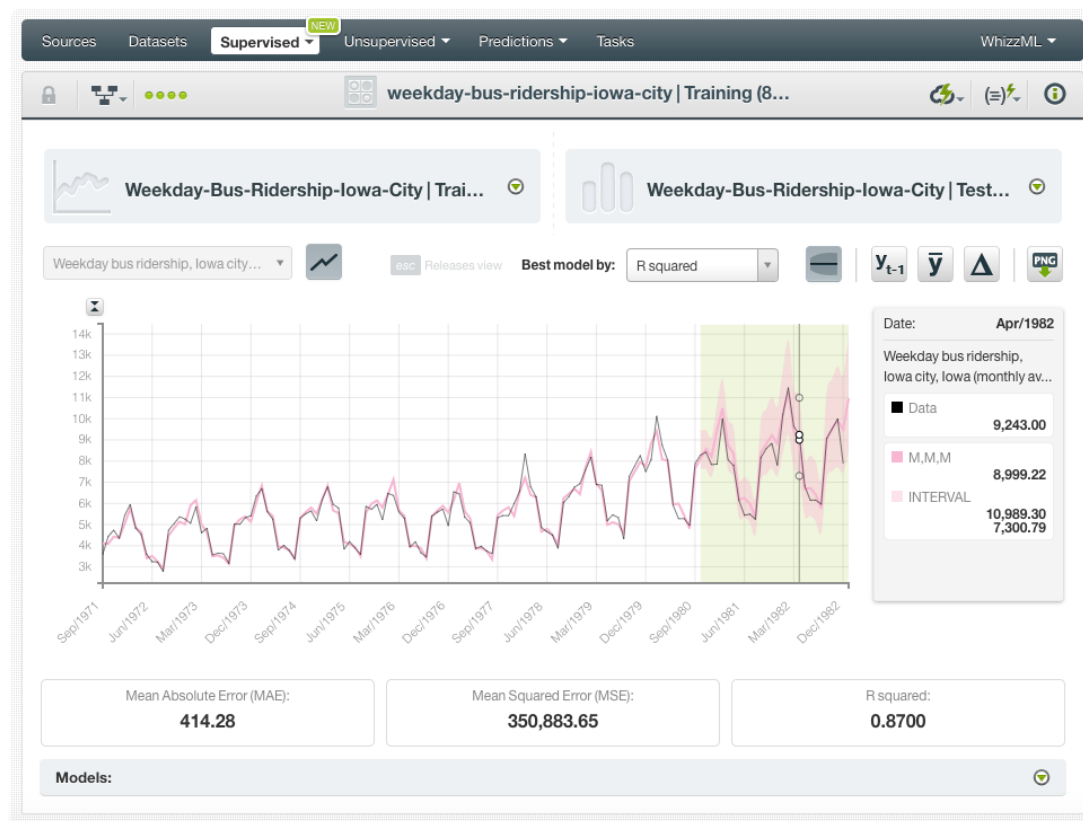 NEW
Sources Datasets Supervised Unsupervised Predictions Tasks WhizzML
weekday-bus-ridership-iowa-city | Training (8...
Weekday-Bus-Ridership-Iowa-City | Trai...
Weekday-Bus-Ridership-Iowa-City | Test...
Weekday bus ridership, Iowa city... esc Releases view Best model by: R squared yt-1 y Δ PNG
14k
13k
12k
11k
10k
9k
8k
7k
6k
5k
4k
3k
Sep/1971 Jun/1972 Mar/1973 Dec/1973 Sep/1974 Jun/1975 Mar/1976 Dec/1976 Sep/1977 Jun/1978 Mar/1979 Dec/1979 Sep/1980 Jun/1981 Mar/1982 Dec/1982
Date: Apr/1982
Weekday bus ridership,
Iowa city, Iowa (monthly av...
Data
9,243.00
M,M,M
8,999.22
INTERVAL
10,989.30
7,300.79
Mean Absolute Error (MAE): Mean Squared Error (MSE): R squared:
414.28 350,883.65 0.8700
Models: